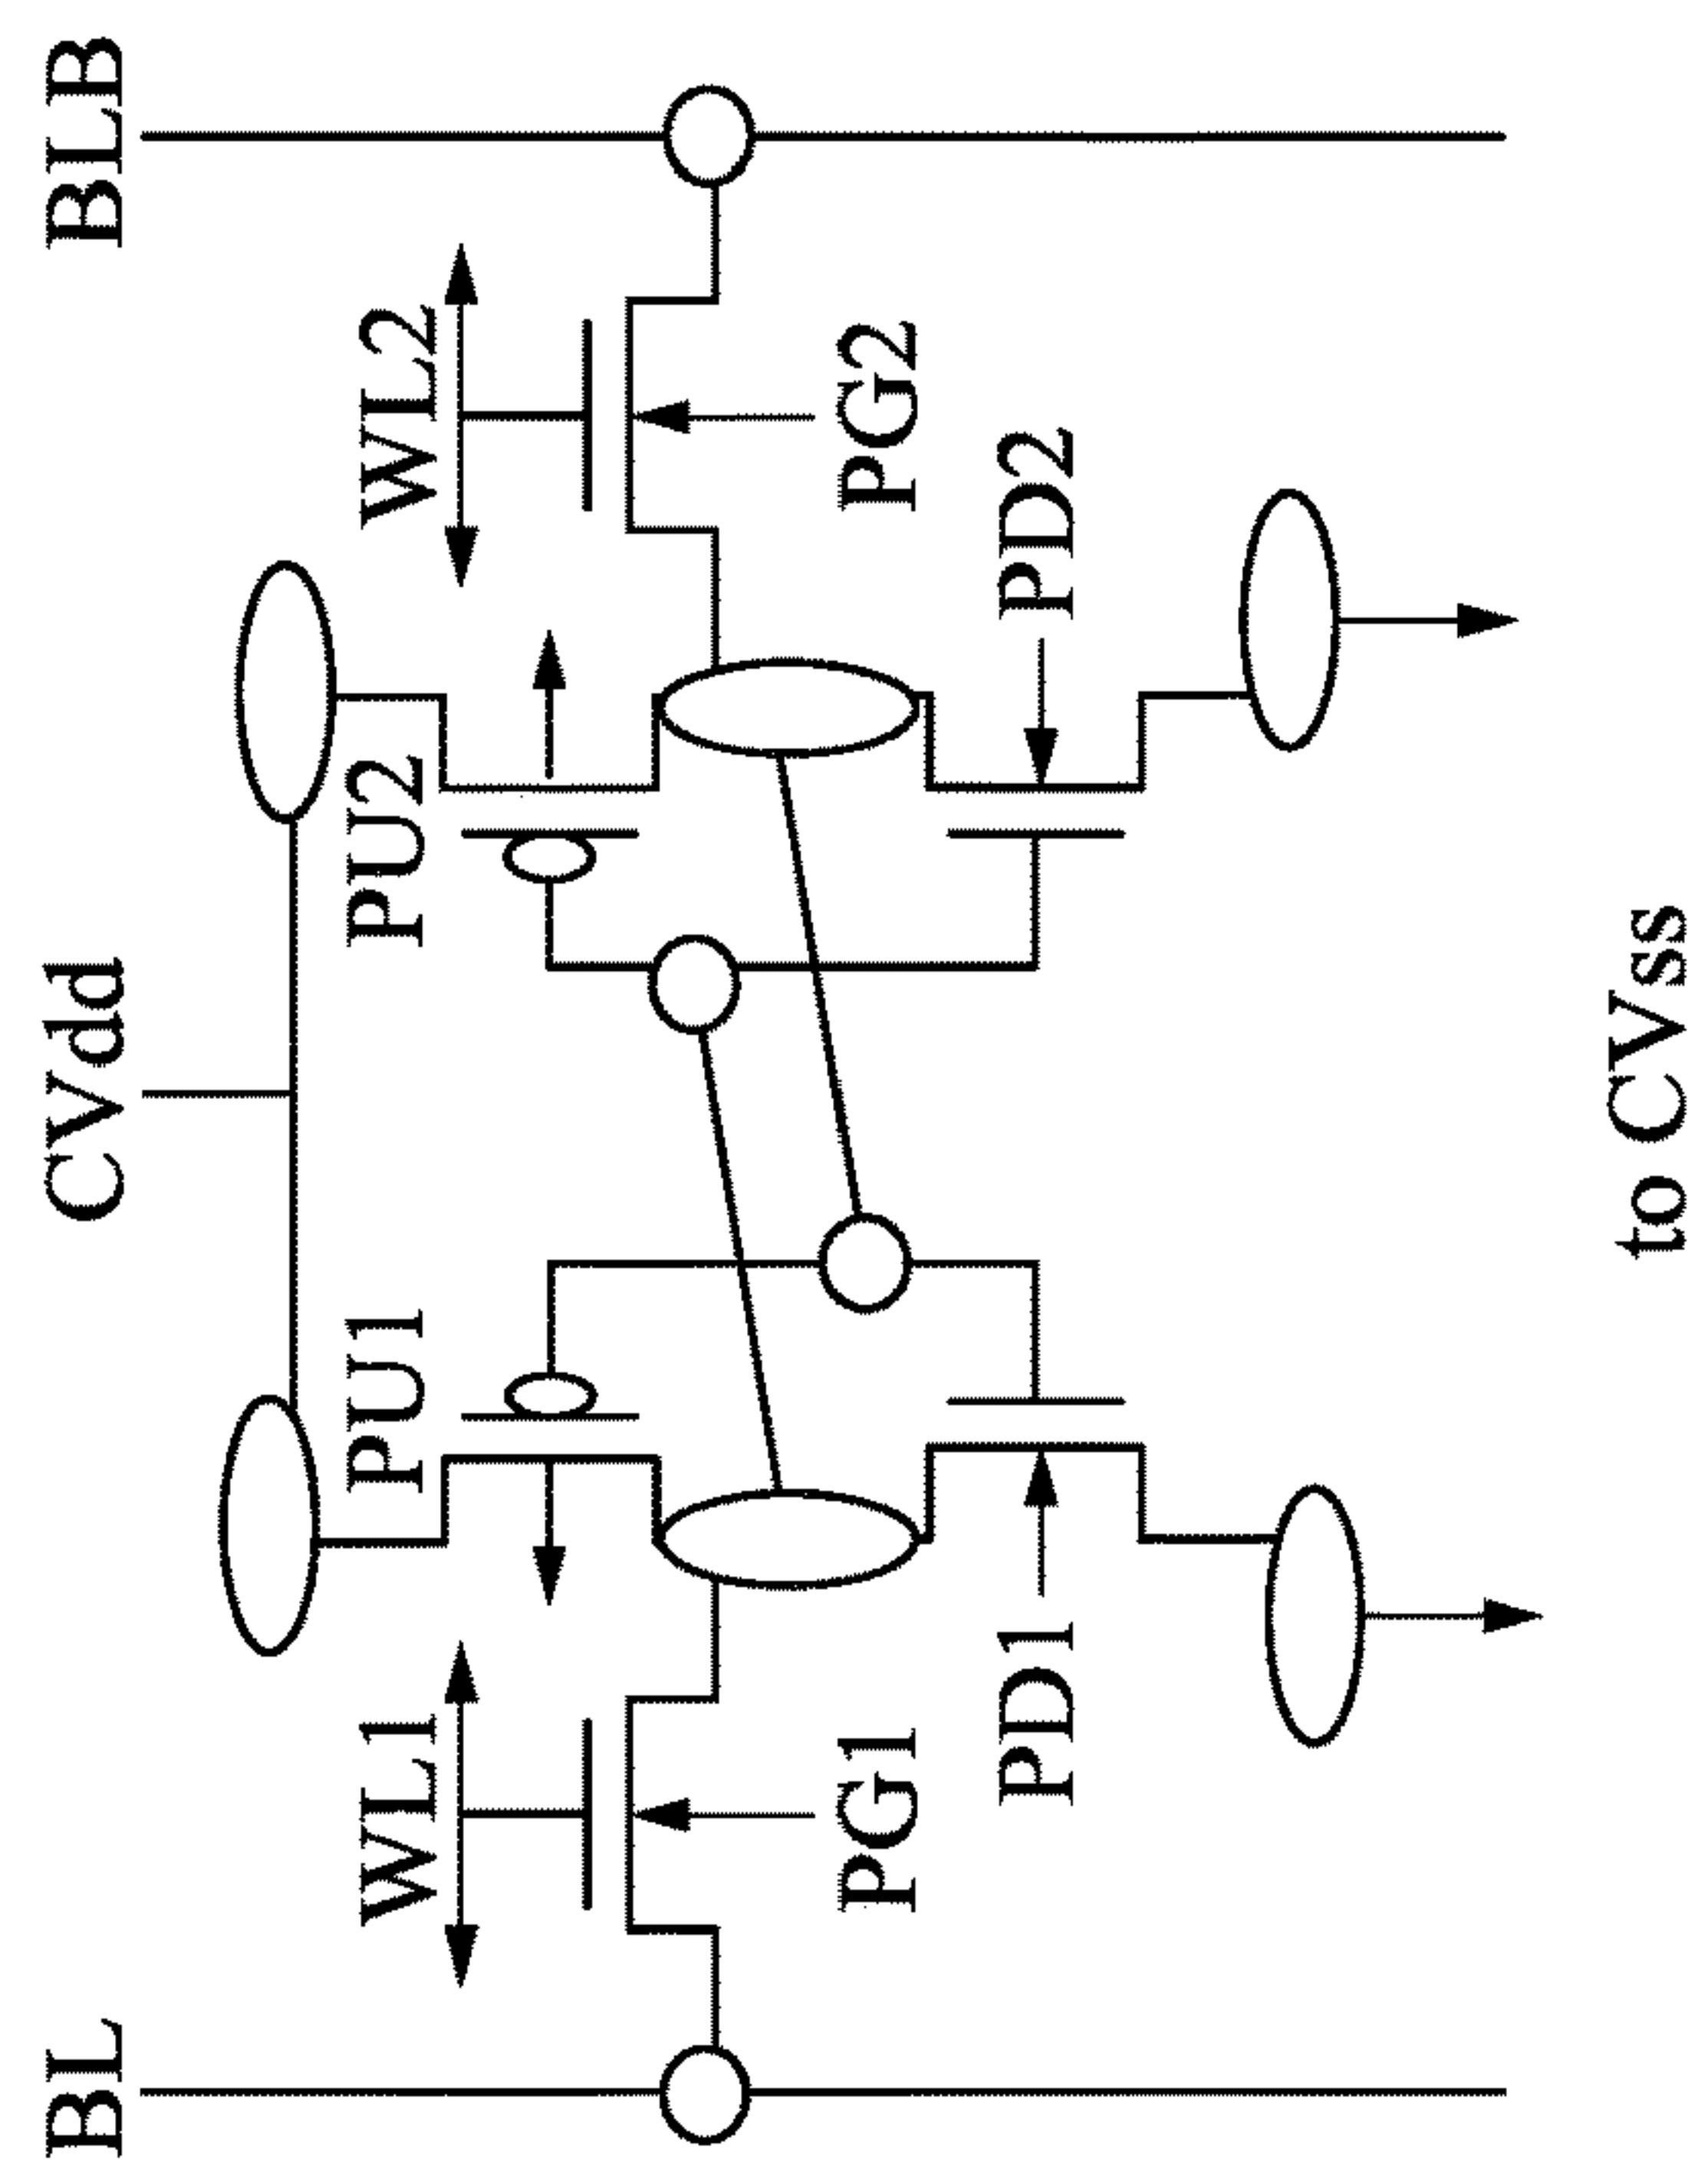 BL
CVdd
BLB
WL1
PU1
PU2
WL2
PG1
PG2
PD1
PD2
to CVss